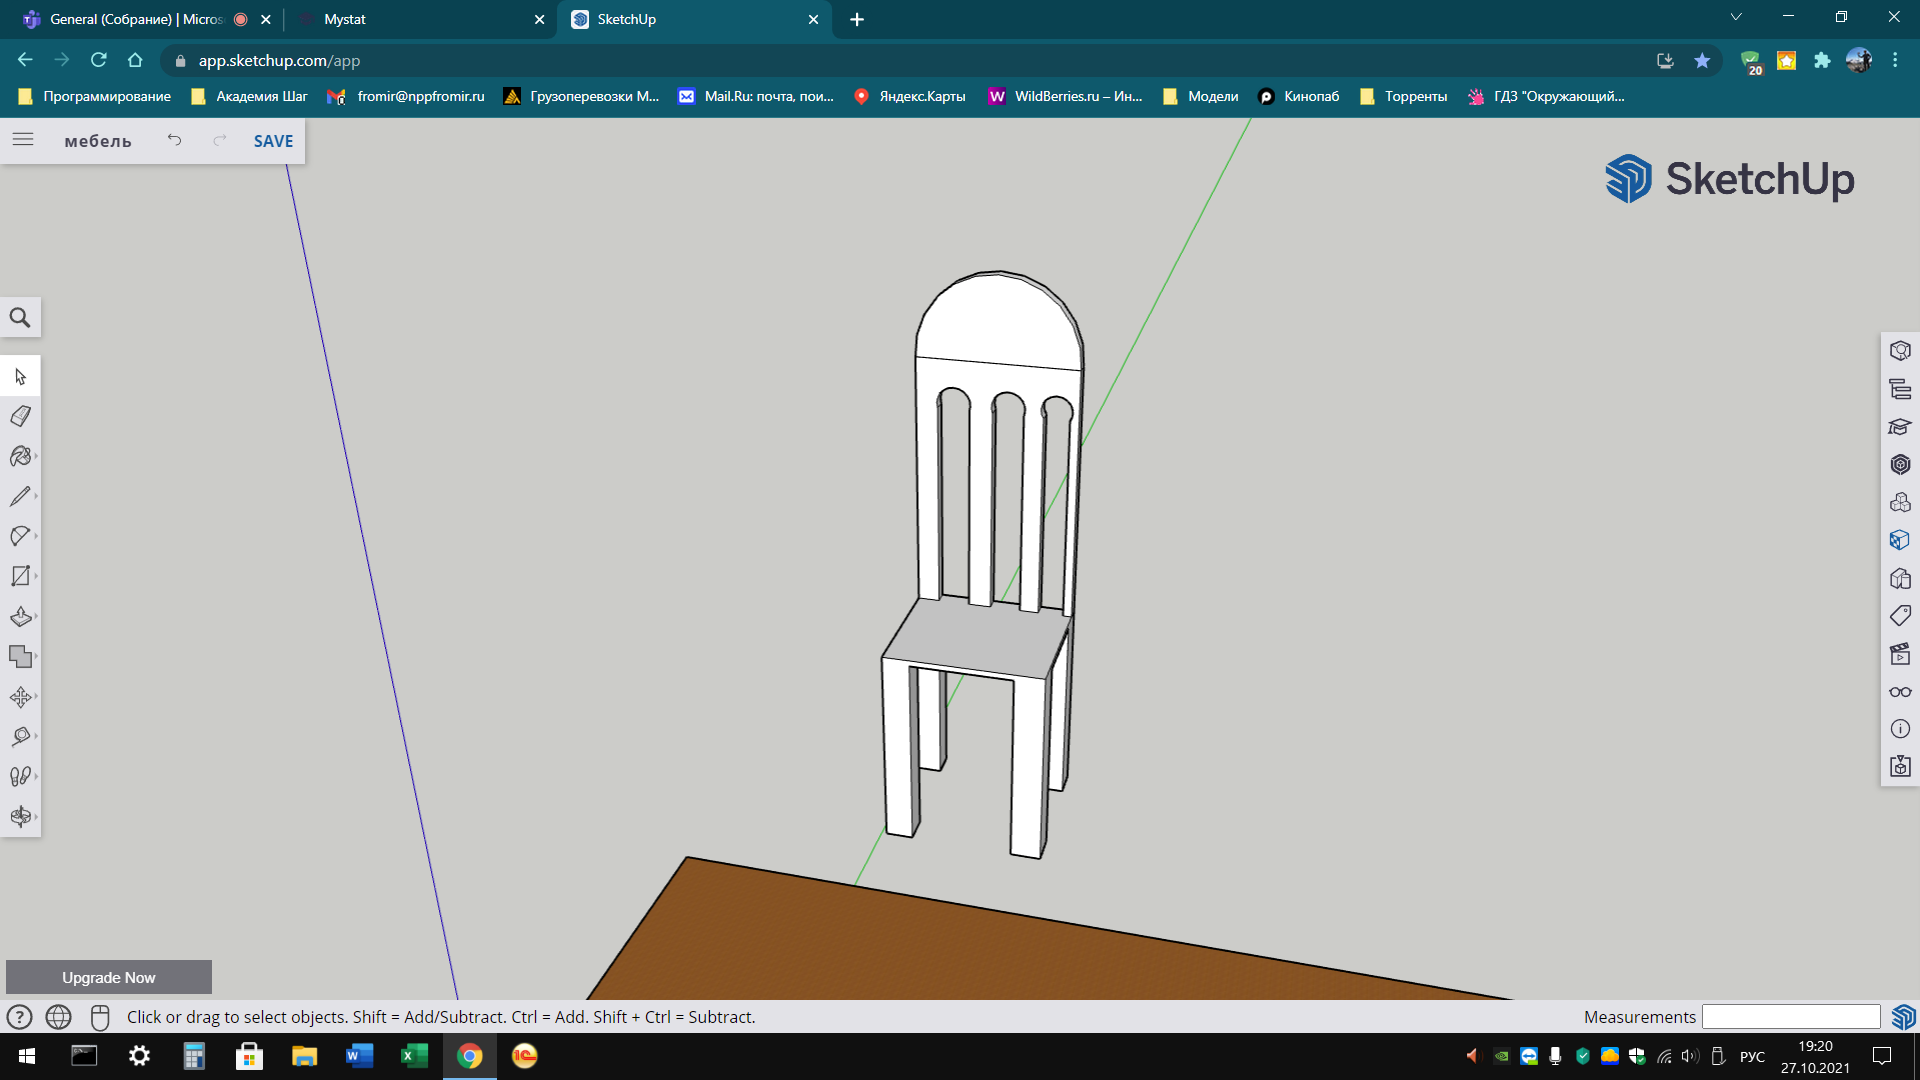 General (Собрание) | Micros
Mystat
SketchUp
app.sketchup.com/app
20
Программирование
Академия Шаг
fromir@nppfromir.ru
Грузоперевозки М...
Mail.Ru: почта, пои...
Яндекс.Карты
WildBerries.ru – Ин...
Модели
Кинопаб
Торренты
ГДЗ "Окружающий...
мебель
SAVE
SketchUp
Upgrade Now
Click or drag to select objects. Shift = Add/Subtract. Ctrl = Add. Shift + Ctrl = Subtract.
Measurements
РУС
19:20
27.10.2021